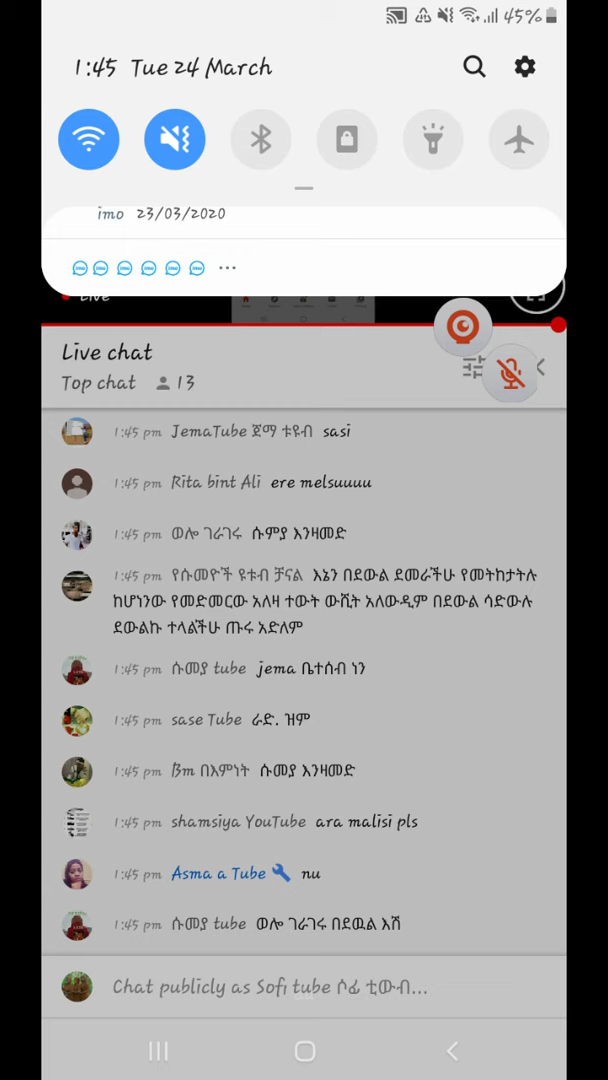 45%
1:45 Tue 24 March
imo 23/03/2020
...
Live
Live chat
Top chat 13
1:45 pm JemaTube ጀማ ቱዩብ sasi
1:45 pm Rita bint Ali ere melsuuuu
1:45 pm ወሎ ገራገሩ ሱምያ እንዛመድ
1:45 pm የሱመዮች ዩቱብ ቻናል እኔን በደውል ደመራችሁ የመትከታትሉ
ከሆነንው የመድመርው አለዛ ተውት ውሺት አለውዲም በደውል ሳድውሉ
ደውልኩ ተላልችሁ ጡሩ አድለም
1:45 pm ሱመያ tube jema ቤተሰብ ነን
1:45 pm sase Tube ራድ. ዝም
1:45 pm Bm በእምነት ሱመያ እንዛመድ
1:45 pm shamsiya YouTube ara malisi pls
1:45 pm Asma a Tube nu
1:45 pm ሱመያ tube ወሎ ገራገሩ በደዉል እሽ
Chat publicly as Sofi tube ሶፊ ቲውብ...